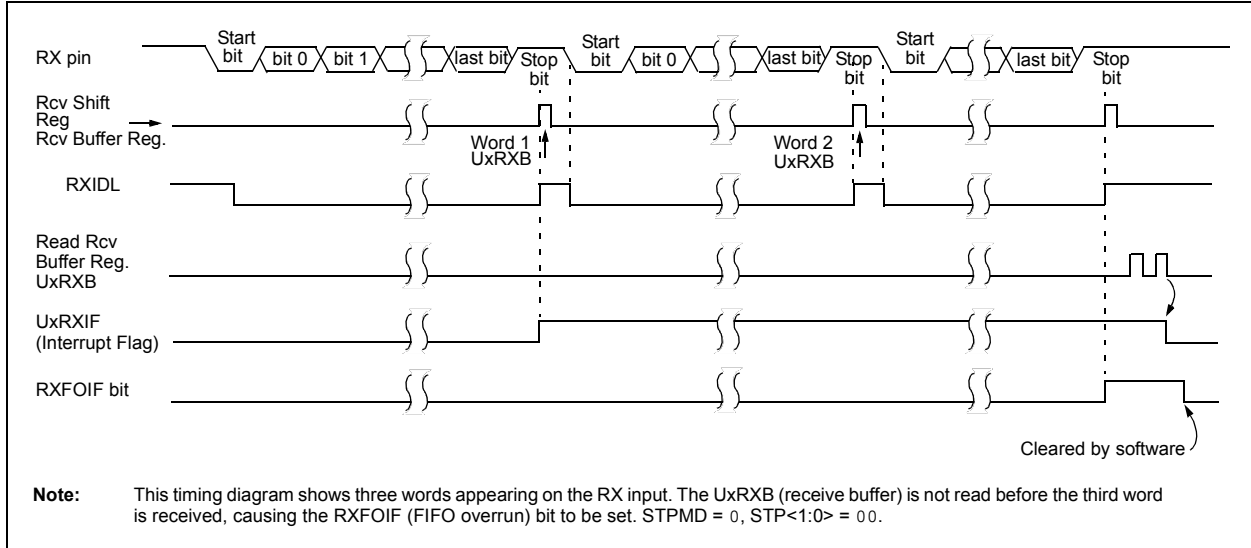 RX pin
Start bit
bit 0
bit 1
last bit
Stop bit
Start bit
bit 0
last bit
Stop bit
Start bit
last bit
Stop bit
Rcv Shift
Reg
Rcv Buffer Reg.
Word 1
UxRXB
Word 2
UxRXB
RXIDL
Read Rcv
Buffer Reg.
UxRXB
UxRXIF
(Interrupt Flag)
RXFOIF bit
Cleared by software
Note: This timing diagram shows three words appearing on the RX input. The UxRXB (receive buffer) is not read before the third word
is received, causing the RXFOIF (FIFO overrun) bit to be set. STPMD = 0, STP<1:0> = 00.